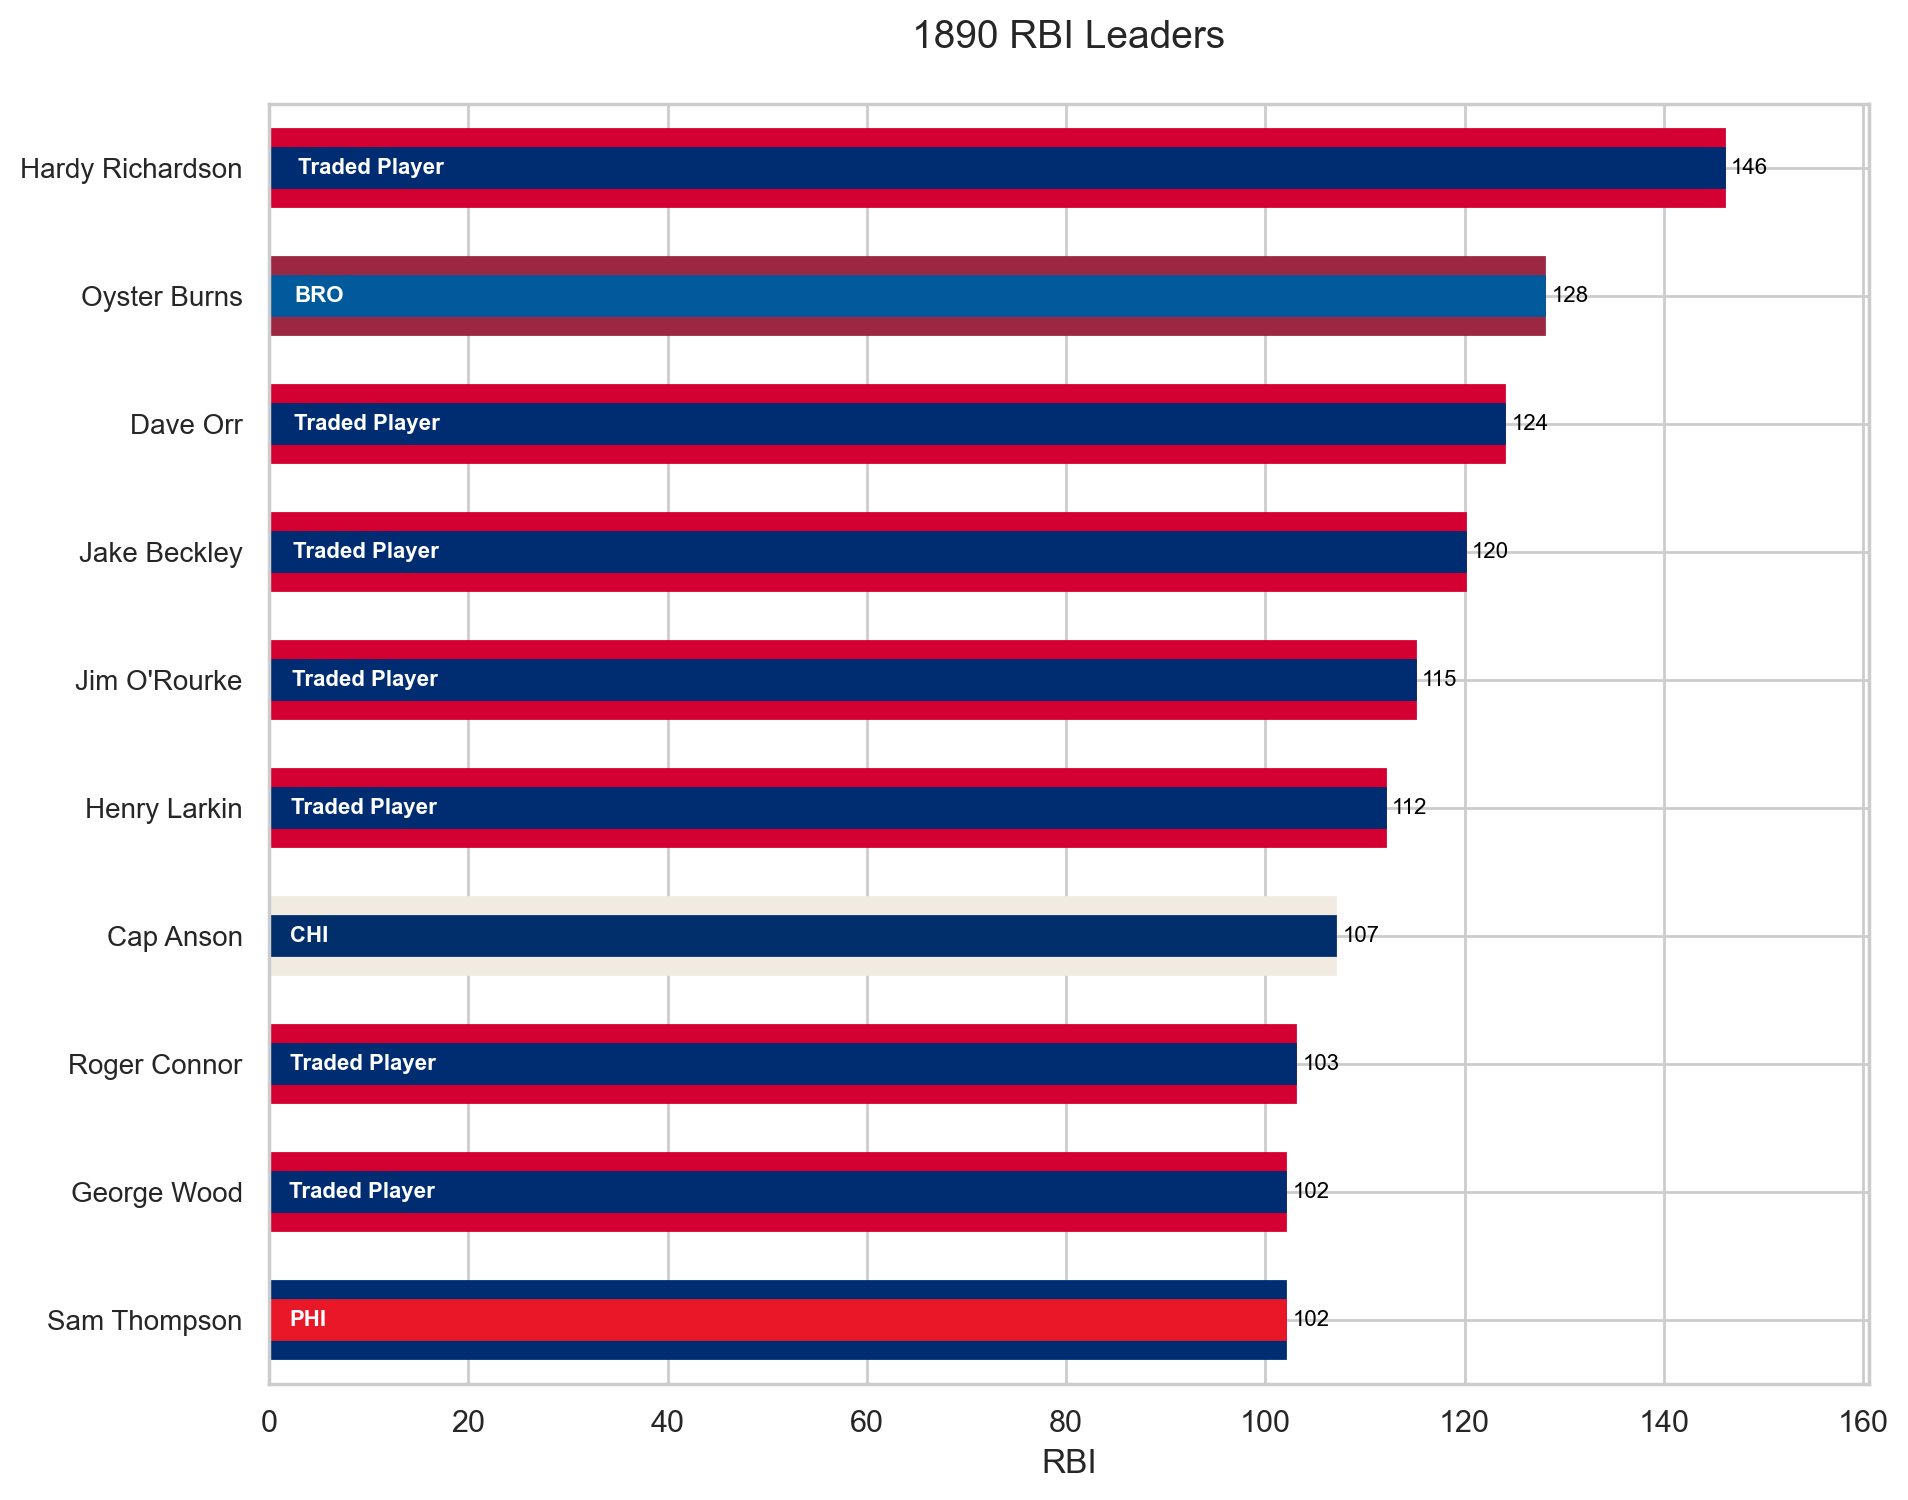 1890 RBI Leaders
Hardy Richardson Traded Player 146
Oyster Burns BRO 128
Dave Orr Traded Player 124
Jake Beckley Traded Player 120
Jim O'Rourke Traded Player 115
Henry Larkin Traded Player 112
Cap Anson CHI 107
Roger Connor Traded Player 103
George Wood Traded Player 102
Sam Thompson PHI 102
0 20 40 60 80 100 120 140 160
RBI